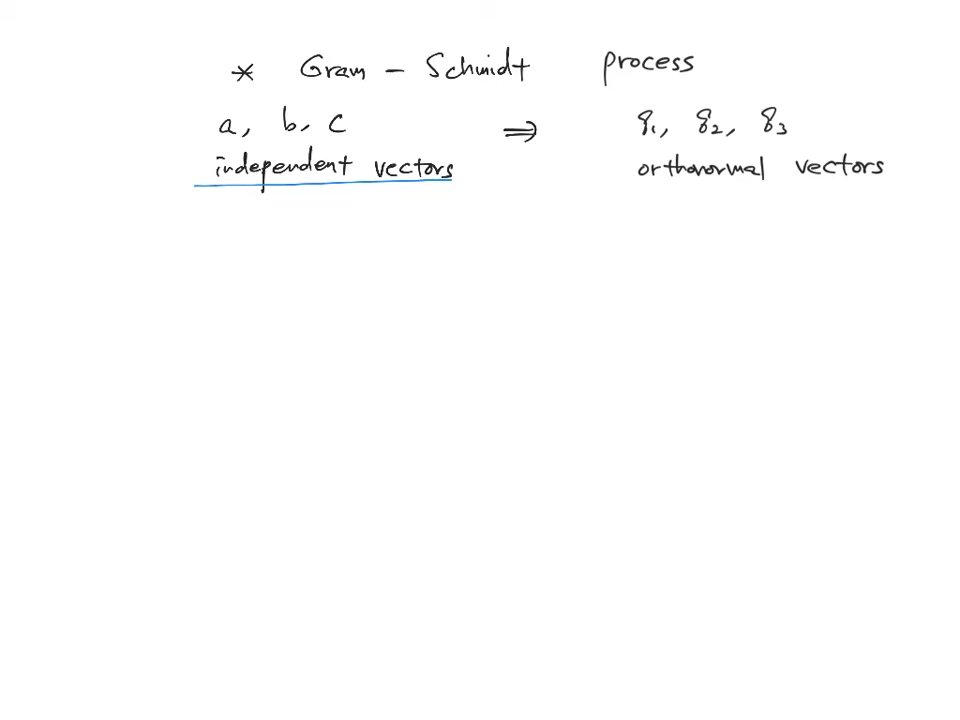 * Gram - Schmidt process
a, b, c ⇒ q1, q2, q3
independent vectors orthonormal vectors